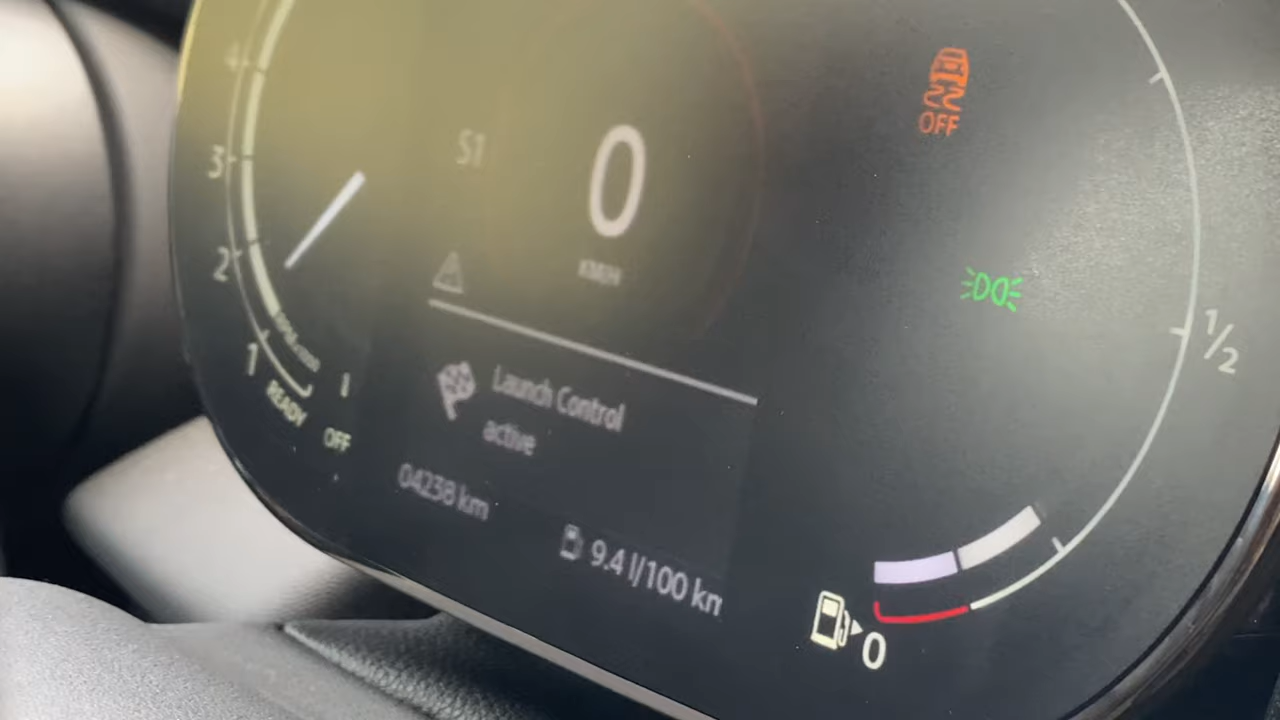 4
3
2
1
READY
OFF
S1
0
KM/H
Launch Control
active
04238 km
9.4 l/100 km
OFF
1/2
0